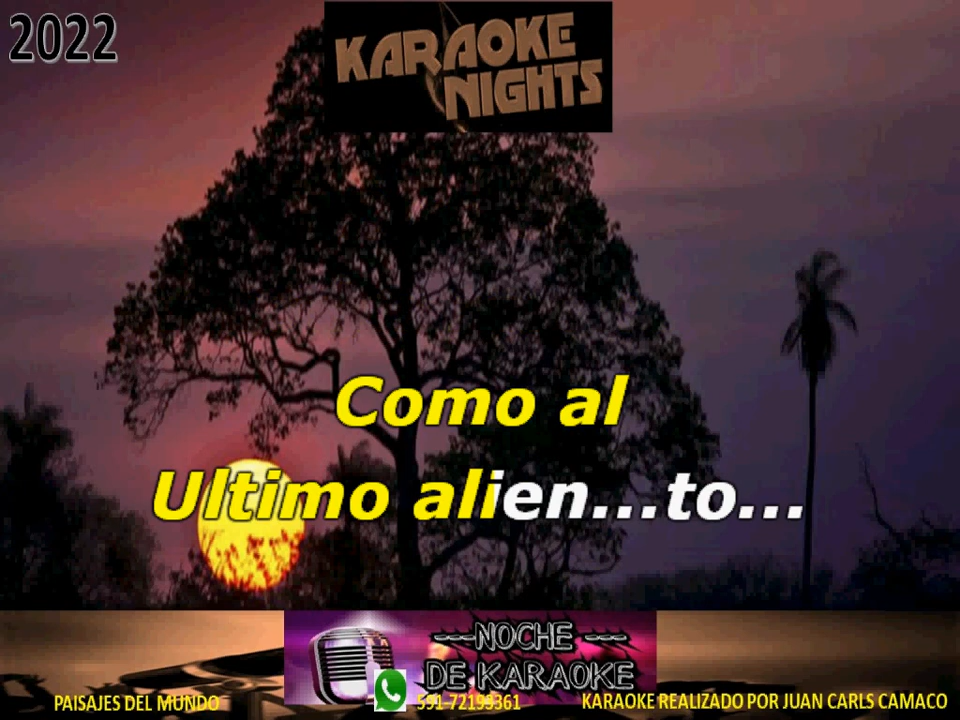 2022
KARAOKE
NIGHTS
Como al
Ultimo alien...to...
---NOCHE ---
DE KARAOKE
PAISAJES DEL MUNDO
591-72199361
KARAOKE REALIZADO POR JUAN CARLS CAMACO